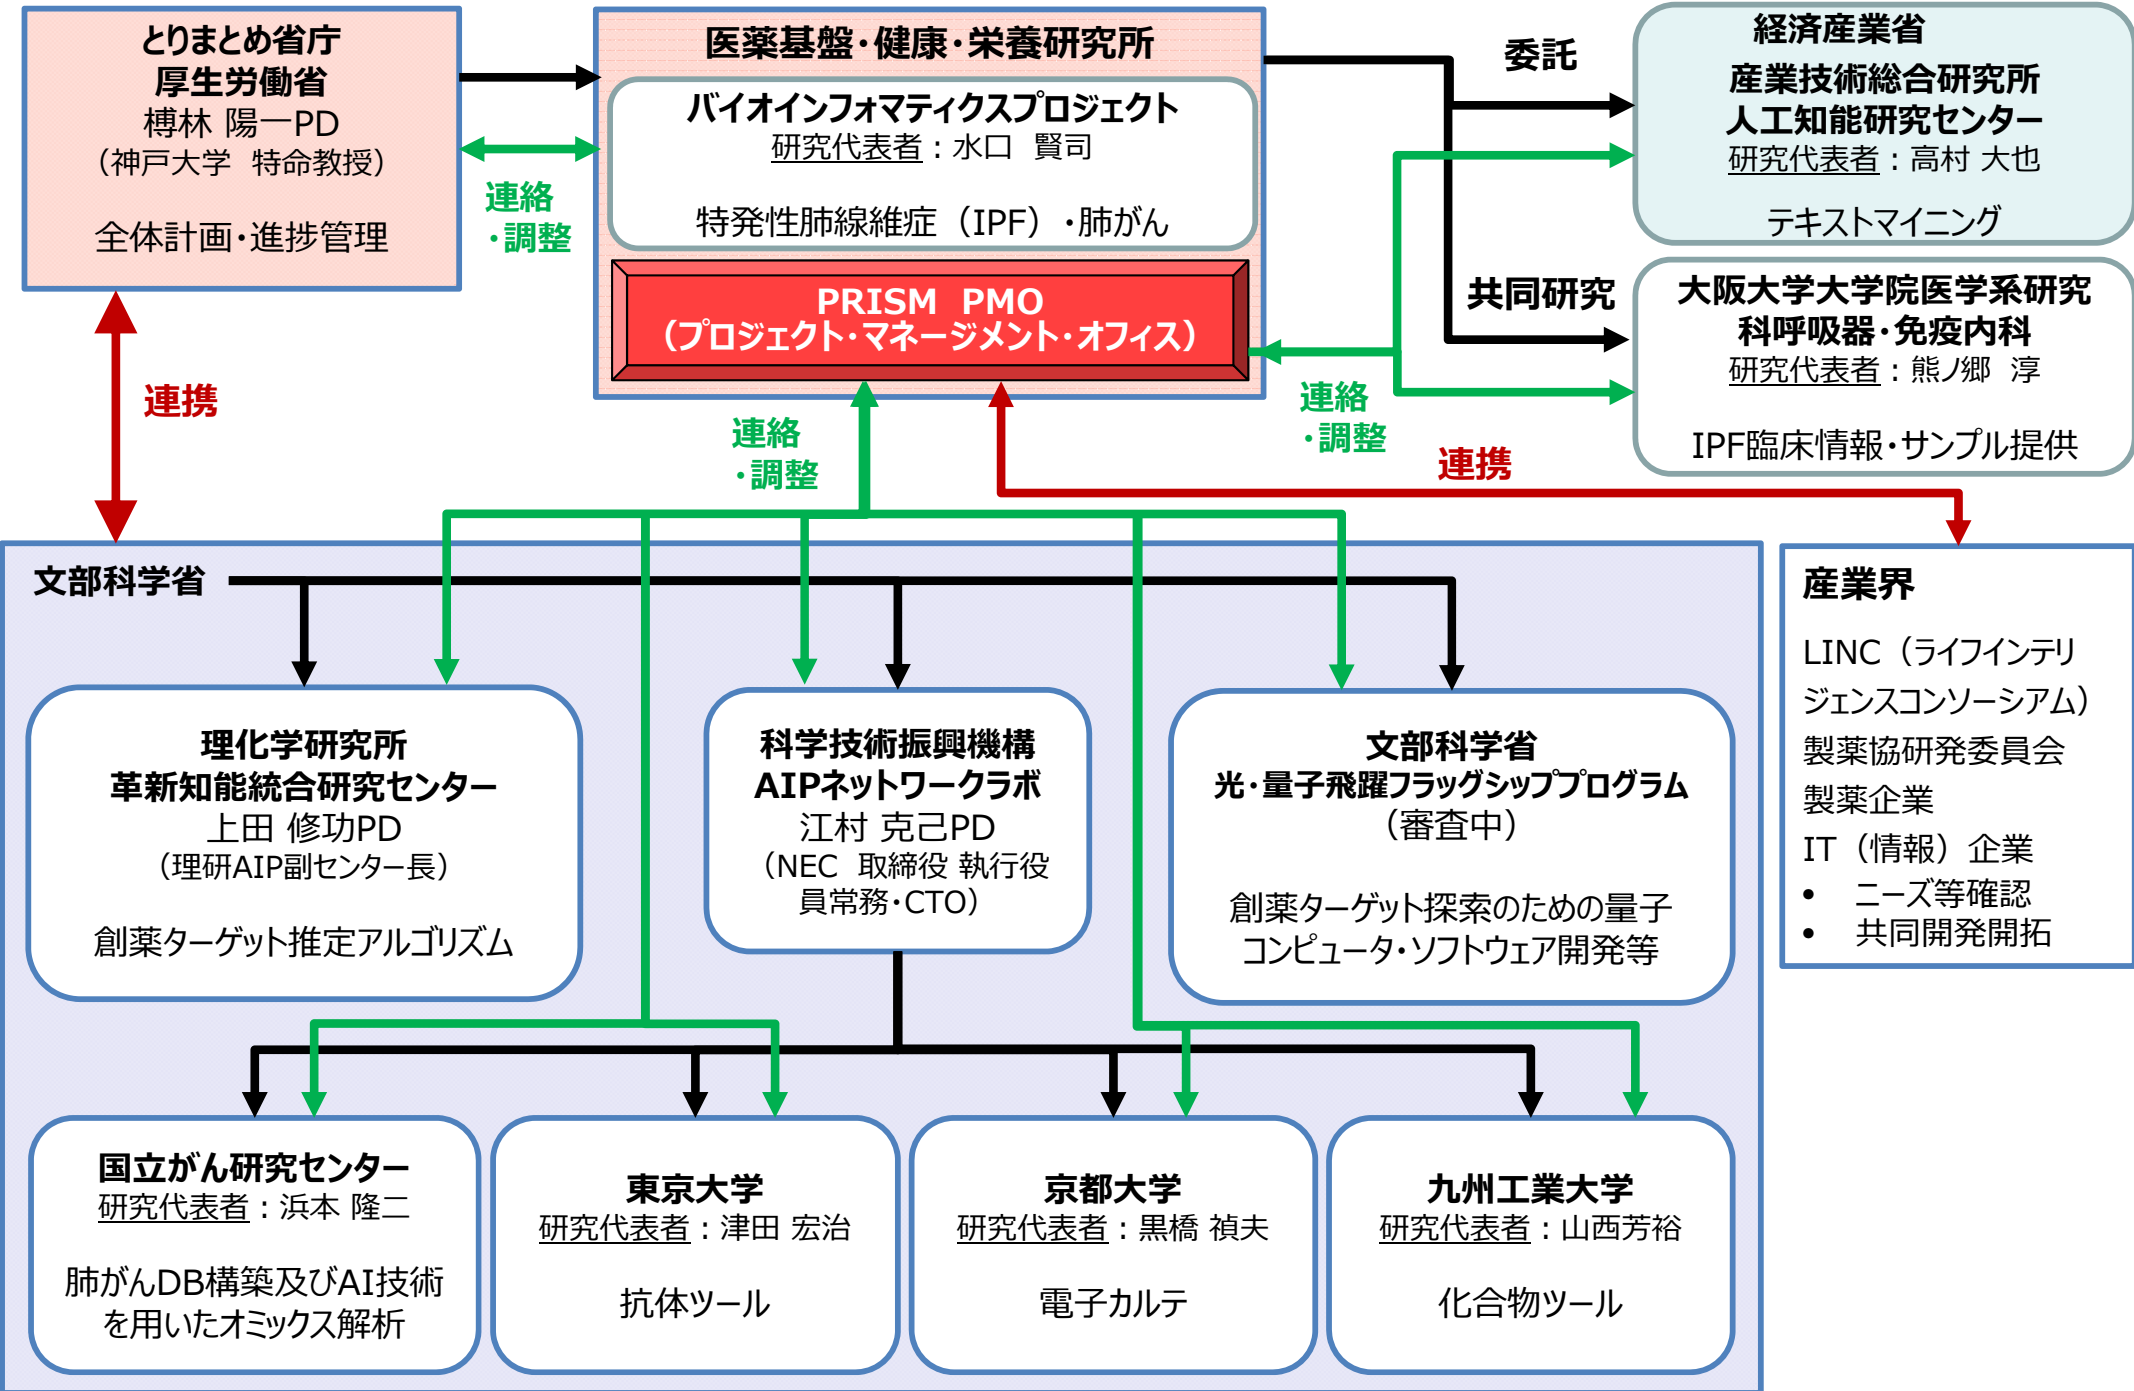 とりまとめ省庁
厚生労働省
榑林 陽一PD
（神戸大学 特命教授）
全体計画・進捗管理
連絡
・調整
医薬基盤・健康・栄養研究所
バイオインフォマティクスプロジェクト
研究代表者：水口 賢司
特発性肺線維症（IPF）・肺がん
PRISM PMO
（プロジェクト・マネージメント・オフィス）
委託
経済産業省
産業技術総合研究所
人工知能研究センター
研究代表者：高村 大也
テキストマイニング
共同研究
大阪大学大学院医学系研究
科呼吸器・免疫内科
研究代表者：熊ノ郷 淳
IPF臨床情報・サンプル提供
連携
連絡
・調整
連絡
・調整
連携
文部科学省
理化学研究所
革新知能統合研究センター
上田 修功PD
（理研AIP副センター長）
創薬ターゲット推定アルゴリズム
科学技術振興機構
AIPネットワークラボ
江村 克己PD
（NEC 取締役 執行役
員常務・CTO）
文部科学省
光・量子飛躍フラッグシッププログラム
（審査中）
創薬ターゲット探索のための量子
コンピュータ・ソフトウェア開発等
産業界
LINC（ライフインテリ
ジェンスコンソーシアム）
製薬協研発委員会
製薬企業
IT（情報）企業
• ニーズ等確認
• 共同開発開拓
国立がん研究センター
研究代表者：浜本 隆二
肺がんDB構築及びAI技術
を用いたオミックス解析
東京大学
研究代表者：津田 宏治
抗体ツール
京都大学
研究代表者：黒橋 禎夫
電子カルテ
九州工業大学
研究代表者：山西芳裕
化合物ツール